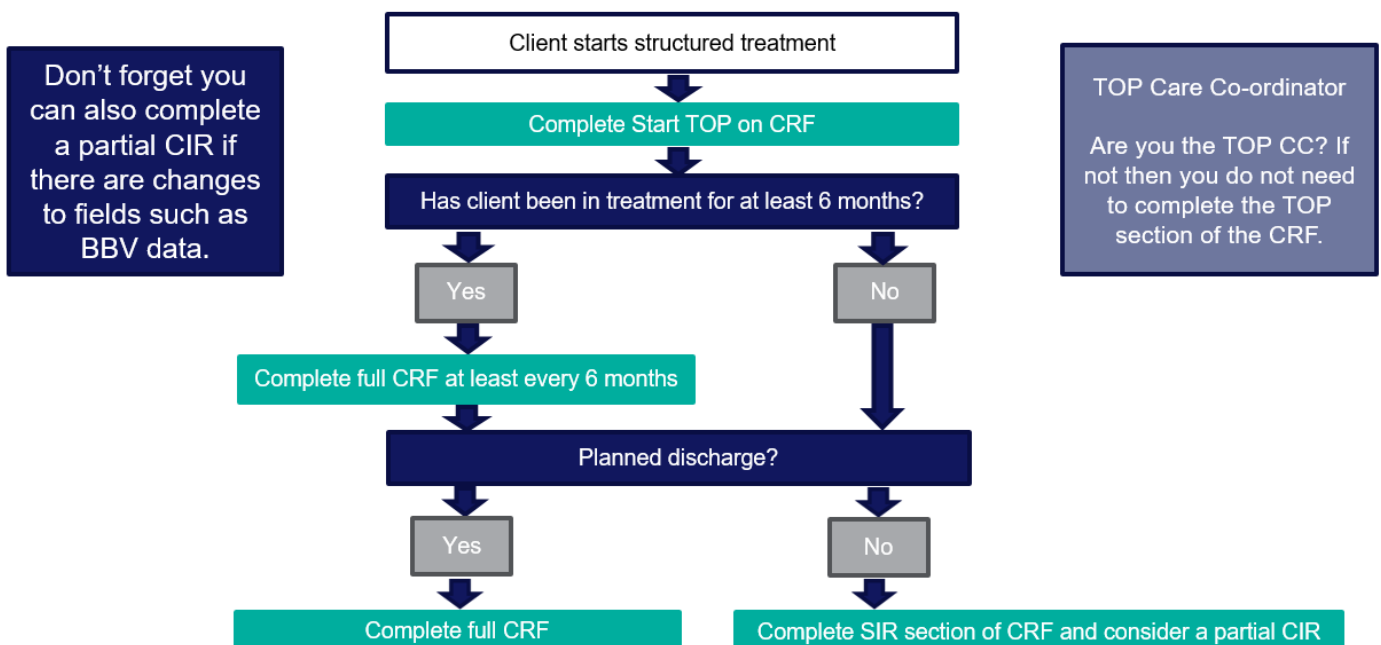 Client starts structured treatment
Don’t forget you
can also complete
a partial CIR if
there are changes
to fields such as
BBV data.
TOP Care Co-ordinator
Are you the TOP CC? If
not then you do not need
to complete the TOP
section of the CRF.
Complete Start TOP on CRF
Has client been in treatment for at least 6 months?
Yes
No
Complete full CRF at least every 6 months
Planned discharge?
Yes
No
Complete full CRF
Complete SIR section of CRF and consider a partial CIR